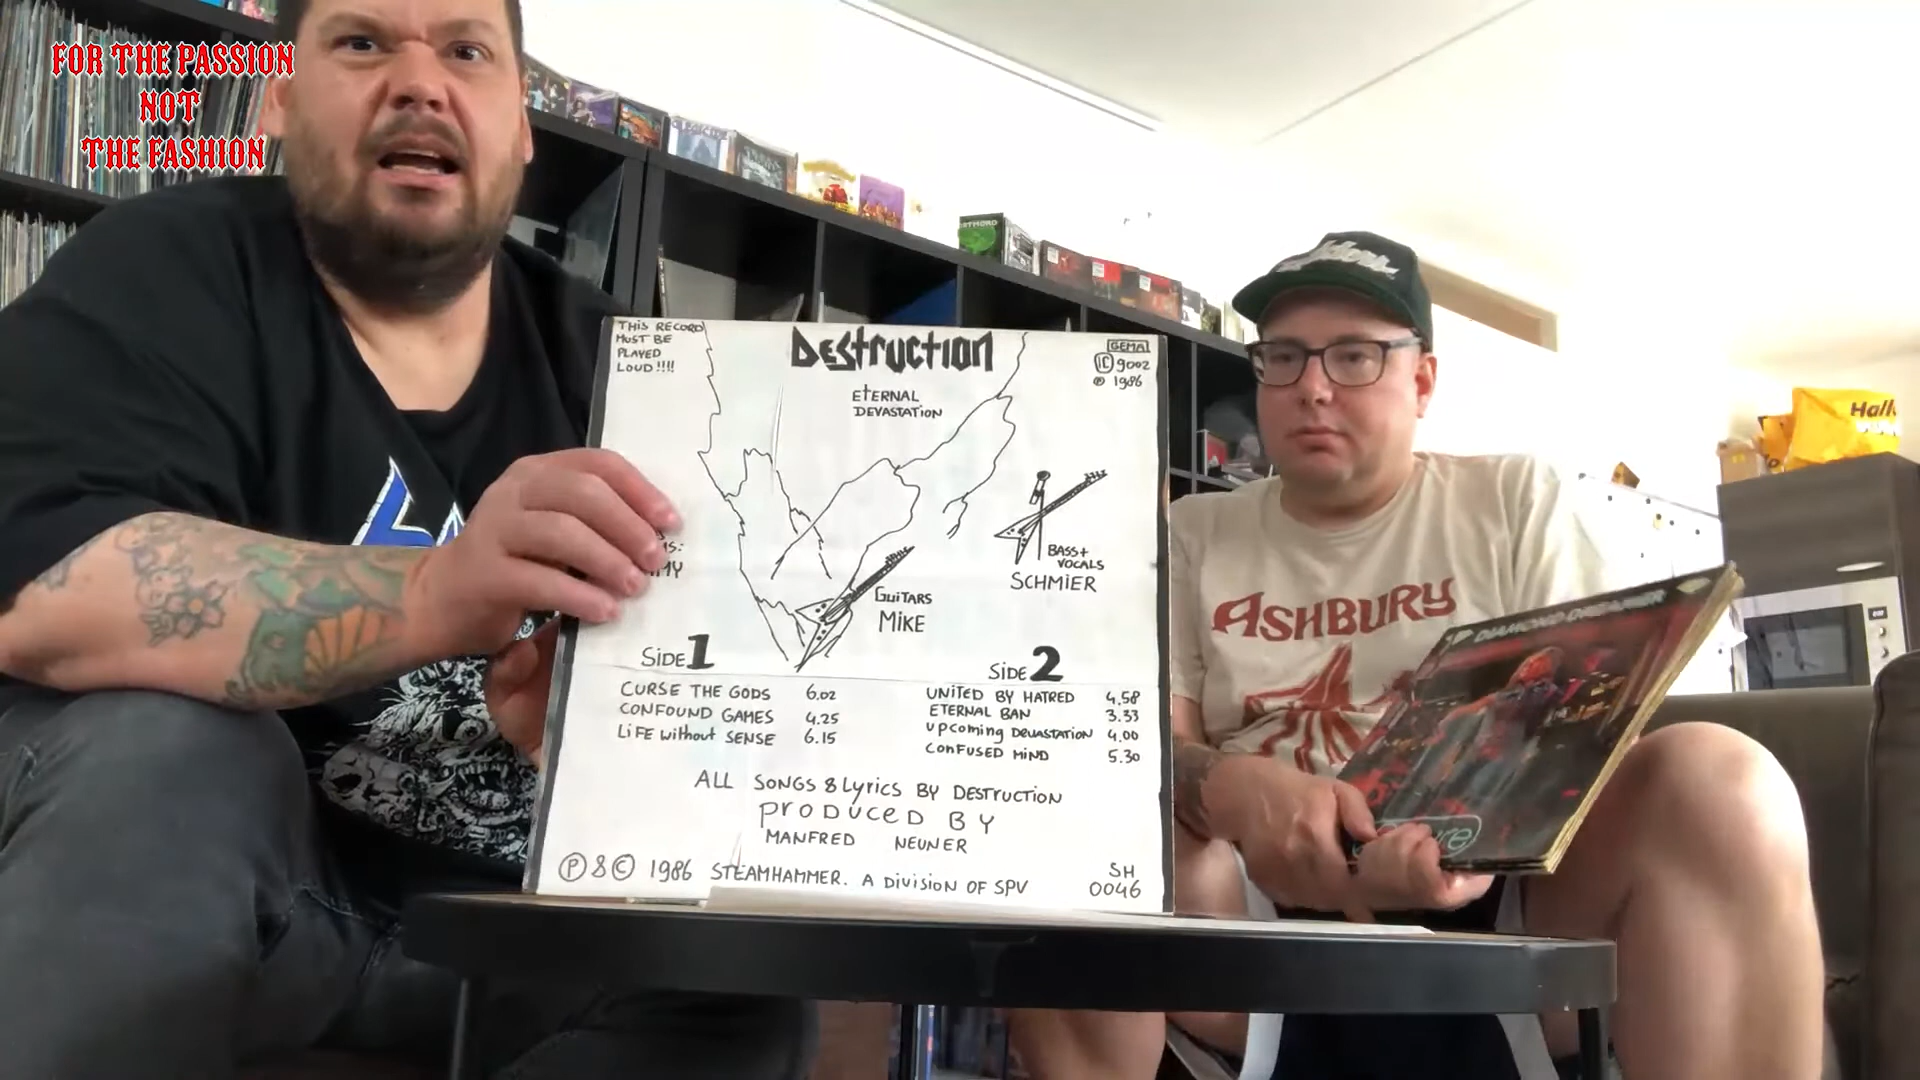 FOR THE PASSION
NOT
THE FASHION
THIS RECORD
MUST BE
PLAYED
LOUD!!!!
DESTRUCTION
ETERNAL
DEVASTATION
GEMA
IC 9002
℗ 1986
BASS+
VOCALS
SCHMIER
GUITARS
MIKE
SIDE 1
CURSE THE GODS 6.02
CONFOUND GAMES 4.25
LIFE WITHOUT SENSE 6.15
SIDE 2
UNITED BY HATRED 4.58
ETERNAL BAN 3.33
UPCOMING DEVASTATION 4.00
CONFUSED MIND 5.30
ALL SONGS & LYRICS BY DESTRUCTION
PRODUCED BY
MANFRED NEUNER
℗ & © 1986 STEAMHAMMER. A DIVISION OF SPV
SH
0046
ASHBURY